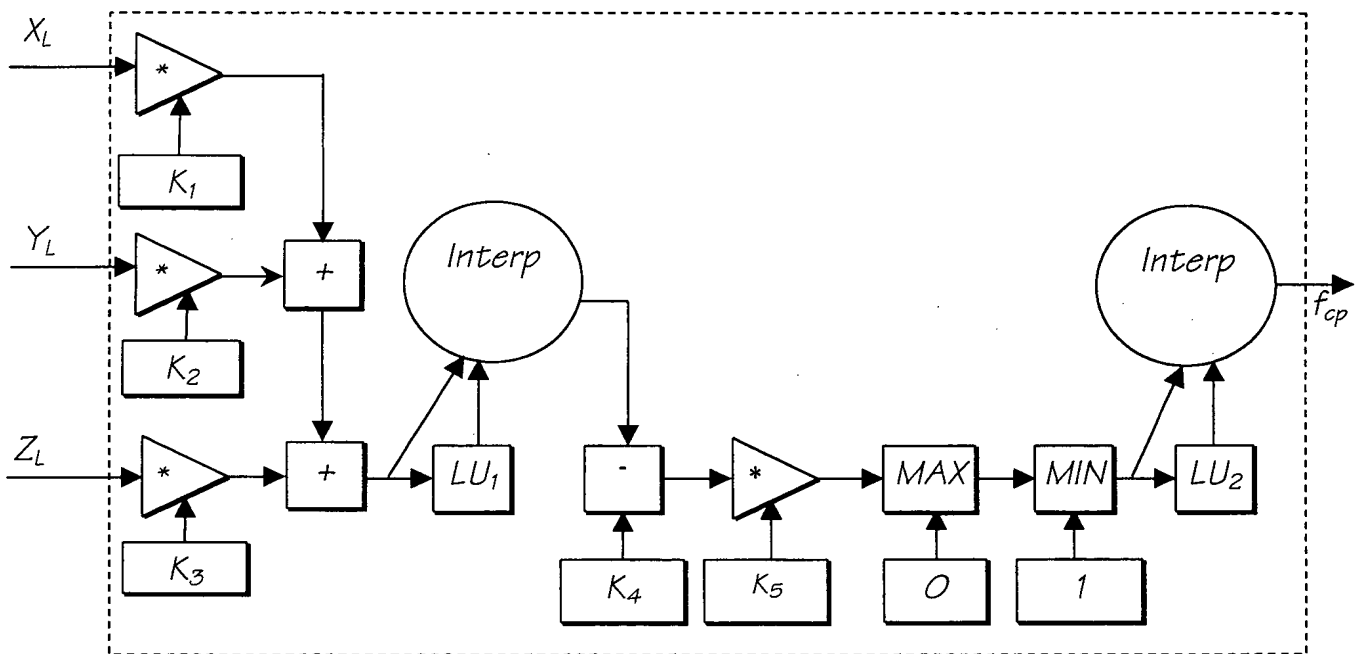 X_L
*
K_1
Y_L
*
+
K_2
Interp
Interp
f_cp
Z_L
*
+
LU_1
-
*
MAX
MIN
LU_2
K_3
K_4
K_5
0
1